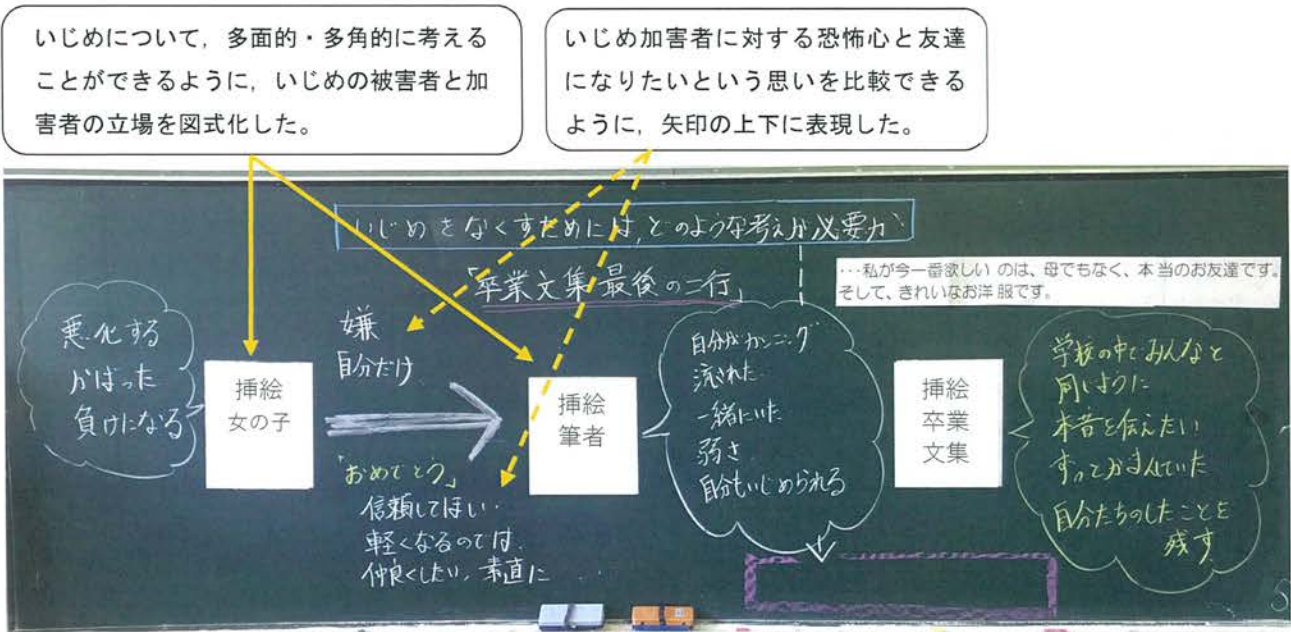 いじめについて，多面的・多角的に考える
ことができるように，いじめの被害者と加
害者の立場を図式化した。
いじめ加害者に対する恐怖心と友達
になりたいという思いを比較できる
ように，矢印の上下に表現した。
いじめをなくすためには,どのような考えが必要か
「卒業文集最後の二行」
…私が今一番欲しいのは、母でもなく、本当のお友達です。
そして、きれいなお洋服です。
悪化する
かばった
負けになる
挿絵
女の子
嫌
自分だけ
「おめでとう」
信頼してほしい
軽くなるのでは
仲良くしたい,素直に
挿絵
筆者
自分がカンニング
流された
一緒にいた
弱さ
自分もいじめられる
挿絵
卒業
文集
学校の中でみんなと
同じように
本音を伝えたい
ずっとがまんしていた
自分たちのしたことを
残す